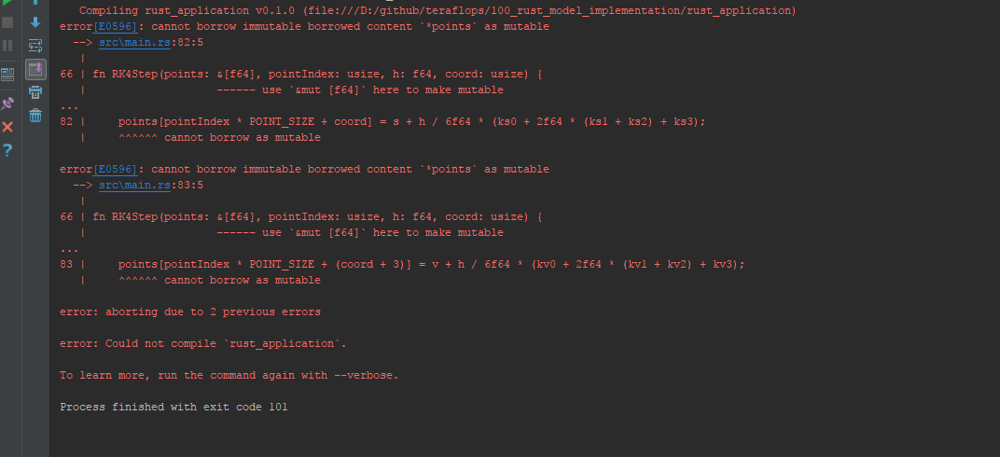 Compiling rust_application v0.1.0 (file:///D:/github/teraflops/100_rust_model_implementation/rust_application)
error[E0596]: cannot borrow immutable borrowed content `*points` as mutable
  --> src\main.rs:82:5
   |
66 | fn RK4Step(points: &[f64], pointIndex: usize, h: f64, coord: usize) {
   |                    ------ use `&mut [f64]` here to make mutable
...
82 |     points[pointIndex * POINT_SIZE + coord] = s + h / 6f64 * (ks0 + 2f64 * (ks1 + ks2) + ks3);
   |     ^^^^^^ cannot borrow as mutable
error[E0596]: cannot borrow immutable borrowed content `*points` as mutable
  --> src\main.rs:83:5
   |
66 | fn RK4Step(points: &[f64], pointIndex: usize, h: f64, coord: usize) {
   |                    ------ use `&mut [f64]` here to make mutable
...
83 |     points[pointIndex * POINT_SIZE + (coord + 3)] = v + h / 6f64 * (kv0 + 2f64 * (kv1 + kv2) + kv3);
   |     ^^^^^^ cannot borrow as mutable
error: aborting due to 2 previous errors
error: Could not compile `rust_application`.
To learn more, run the command again with --verbose.
Process finished with exit code 101